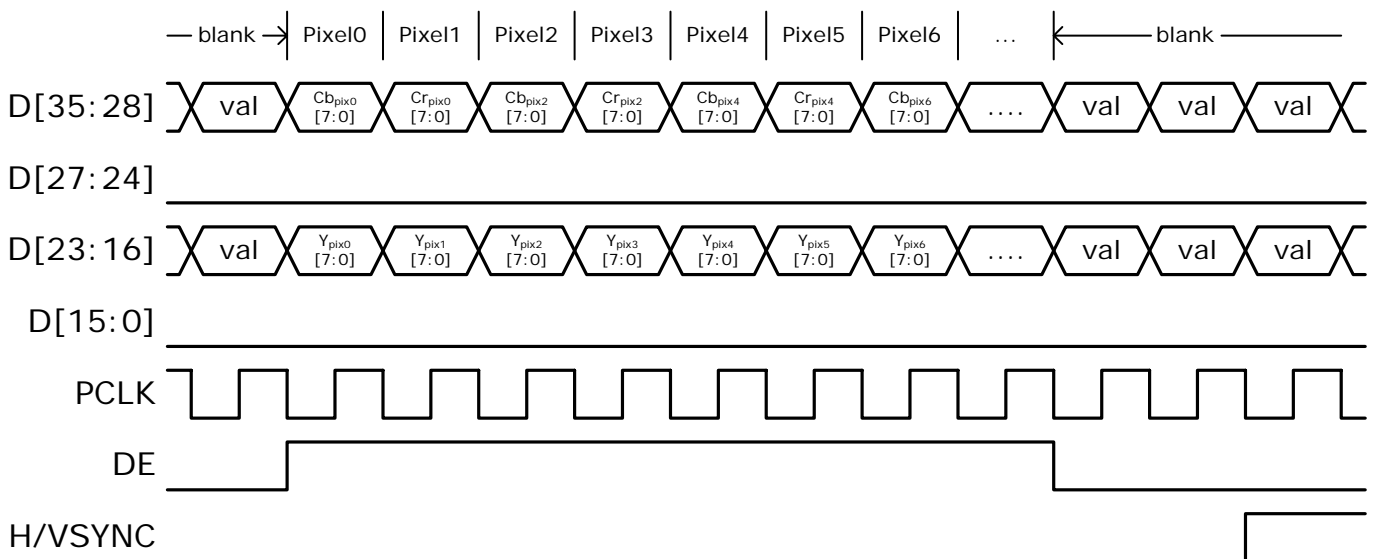 blank Pixel0 Pixel1 Pixel2 Pixel3 Pixel4 Pixel5 Pixel6 ... blank
D[35:28] val Cbpix0 [7:0] Crpix0 [7:0] Cbpix2 [7:0] Crpix2 [7:0] Cbpix4 [7:0] Crpix4 [7:0] Cbpix6 [7:0] .... val val val
D[27:24]
D[23:16] val Ypix0 [7:0] Ypix1 [7:0] Ypix2 [7:0] Ypix3 [7:0] Ypix4 [7:0] Ypix5 [7:0] Ypix6 [7:0] .... val val val
D[15:0]
PCLK
DE
H/VSYNC